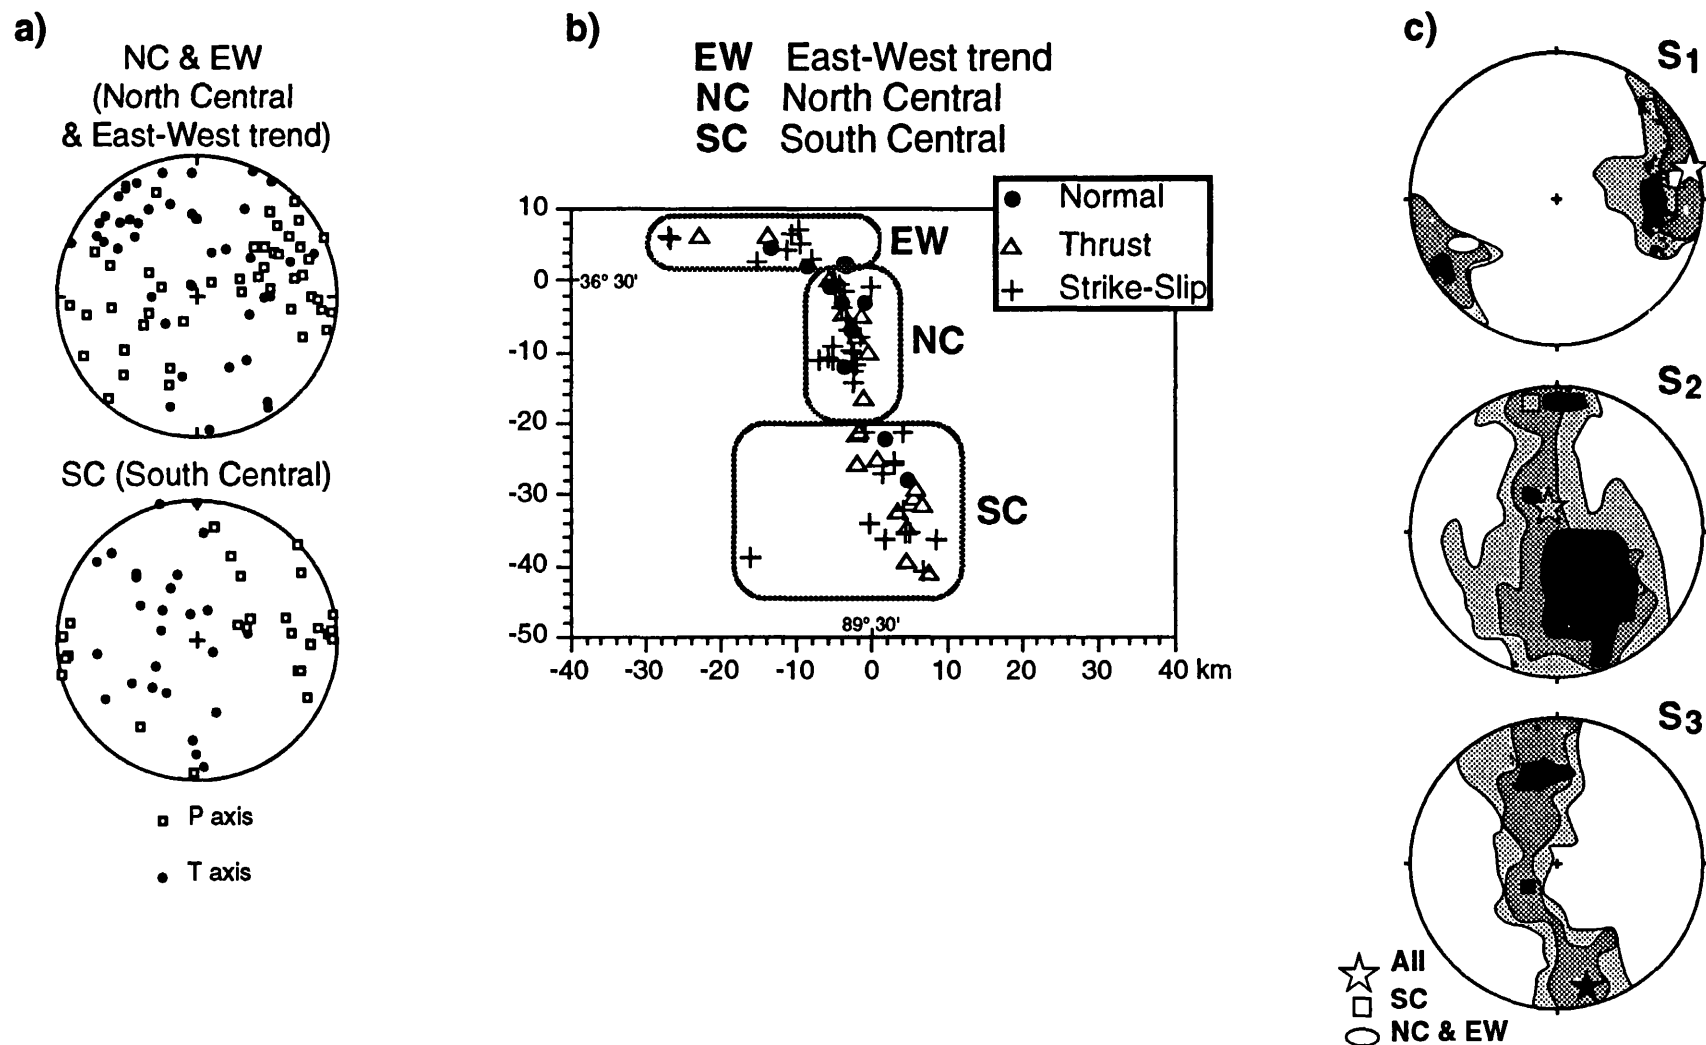 a)
NC & EW
(North Central
& East-West trend)
SC (South Central)
P axis
T axis
b)
EW East-West trend
NC North Central
SC South Central
Normal
Thrust
Strike-Slip
10
0
-10
-20
-30
-40
-50
36° 30'
EW
NC
SC
89° 30'
-40 -30 -20 -10 0 10 20 30 40 km
c)
S1
S2
S3
All
SC
NC & EW